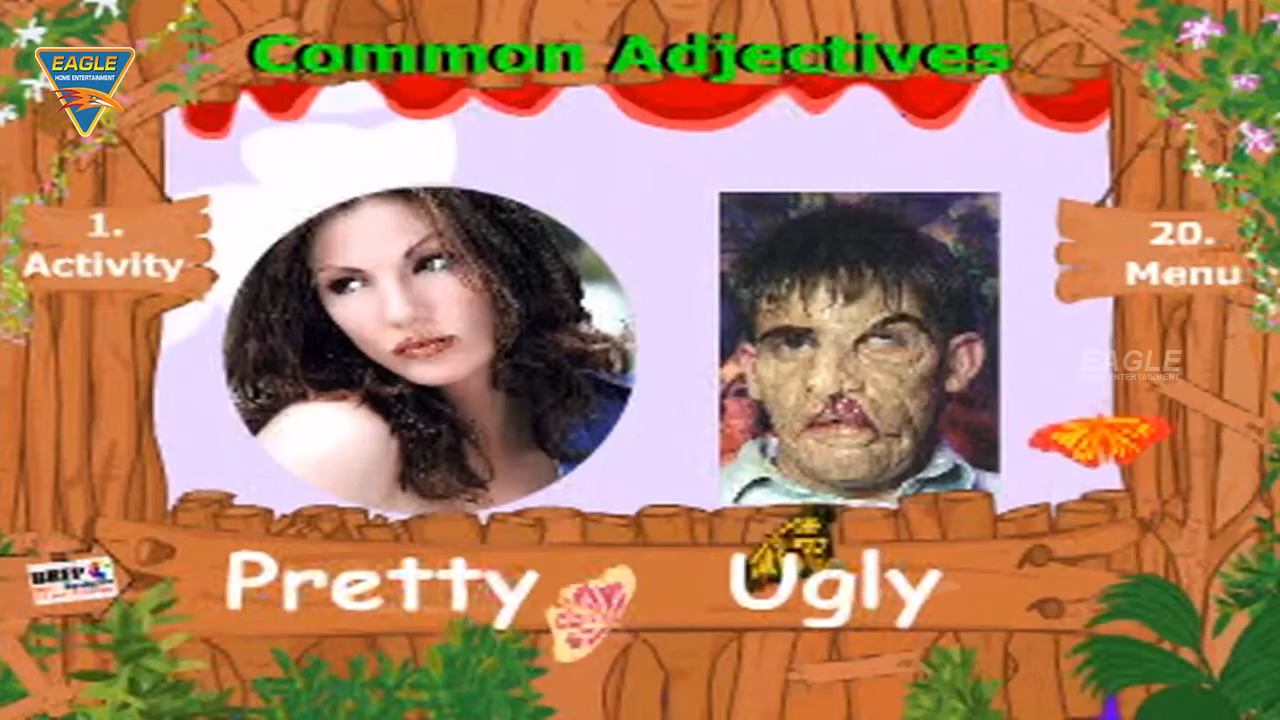 Common Adjectives
EAGLE
HOME ENTERTAINMENT
1.
Activity
20.
Menu
EAGLE
ENTERTAINMENT
Pretty
Ugly